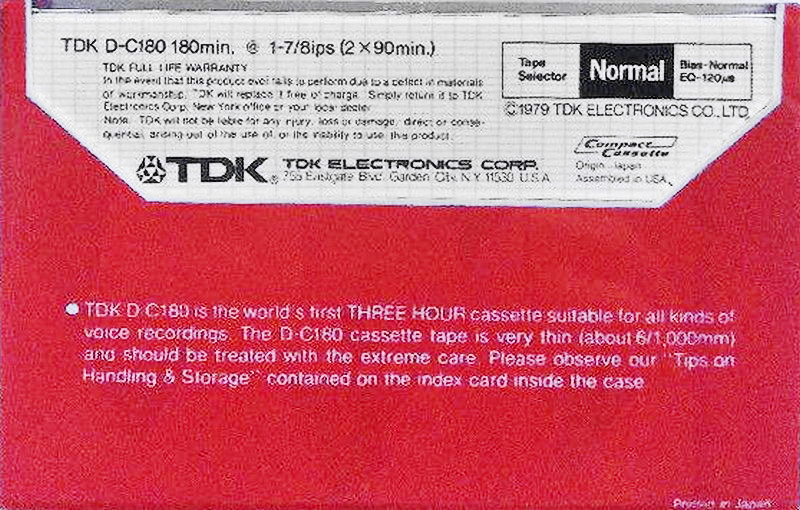 TDK D-C180 180min. @ 1-7/8ips (2×90min.)
TDK FULL LIFE WARRANTY
In the event that this product ever fails to perform due to a defect in materials
or workmanship, TDK will replace it free of charge. Simply return it to TDK
Electronics Corp. New York office or your local dealer.
Note: TDK will not be liable for any injury, loss or damage, direct or conse-
quential, arising out of the use of, or the inability to use, this product.
Tape
Selector
Normal
Bias-Normal
EQ-120μs
©1979 TDK ELECTRONICS CO., LTD.
Compact
Cassette
Origin-Japan
Assembled in USA
TDK® TDK ELECTRONICS CORP.
755 Eastgate Blvd. Garden City, N.Y. 11530 U.S.A.
● TDK D-C180 is the world's first THREE HOUR cassette suitable for all kinds of
voice recordings. The D-C180 cassette tape is very thin (about 6/1,000mm)
and should be treated with the extreme care. Please observe our "Tips on
Handling & Storage" contained on the index card inside the case.
Printed in Japan